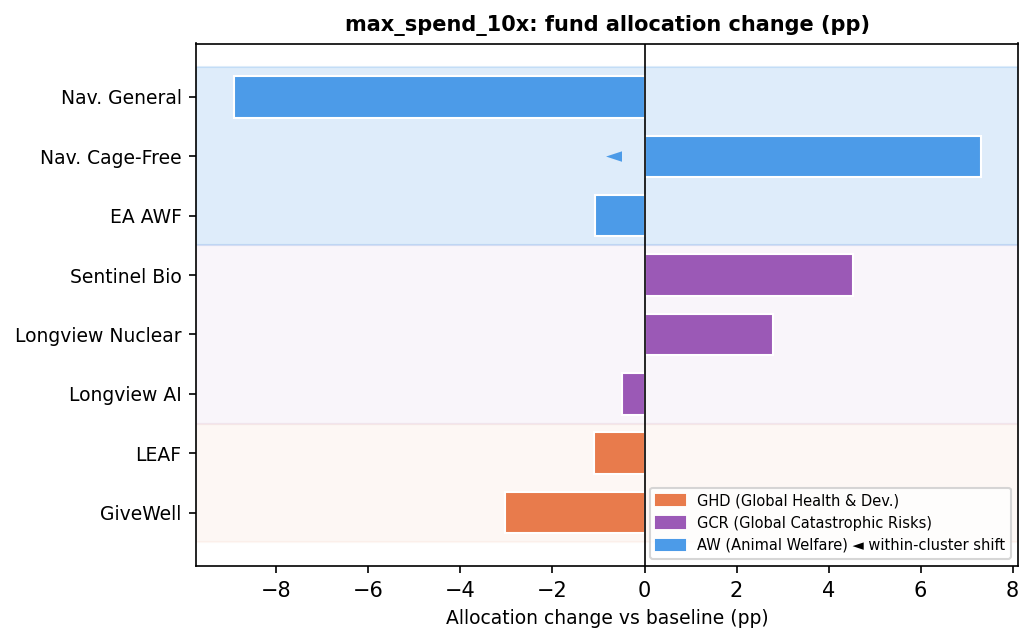 max_spend_10x: fund allocation change (pp)
Nav. General
Nav. Cage-Free
◄
EA AWF
Sentinel Bio
Longview Nuclear
Longview AI
LEAF
GiveWell
GHD (Global Health & Dev.)
GCR (Global Catastrophic Risks)
AW (Animal Welfare) ◄ within-cluster shift
−8 −6 −4 −2 0 2 4 6 8
Allocation change vs baseline (pp)